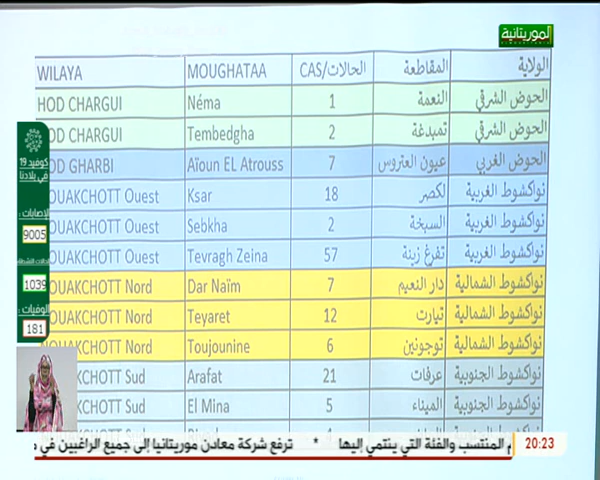 الموريتانية
WILAYA MOUGHATAA CAS/الحالات المقاطعة الولاية
HOD CHARGUI Néma 1 النعمة الحوض الشرقي
HOD CHARGUI Tembedgha 2 تمبدغة الحوض الشرقي
HOD GHARBI Aïoun EL Atrouss 7 عيون العتروس الحوض الغربي
NOUAKCHOTT Ouest Ksar 18 لكصر نواكشوط الغربية
NOUAKCHOTT Ouest Sebkha 2 السبخة نواكشوط الغربية
NOUAKCHOTT Ouest Tevragh Zeina 57 تفرغ زينة نواكشوط الغربية
NOUAKCHOTT Nord Dar Naïm 7 دار النعيم نواكشوط الشمالية
NOUAKCHOTT Nord Teyaret 12 تيارت نواكشوط الشمالية
NOUAKCHOTT Nord Toujounine 6 توجونين نواكشوط الشمالية
NOUAKCHOTT Sud Arafat 21 عرفات نواكشوط الجنوبية
NOUAKCHOTT Sud El Mina 5 الميناء نواكشوط الجنوبية
كوفيد 19
في بلادنا
الإصابات :
9005
الحالات النشطة:
1039
الوفيات :
181
20:23 م المنتسب والفئة التي ينتمي إليها * ترفع شركة معادن موريتانيا إلى جميع الراغبين في